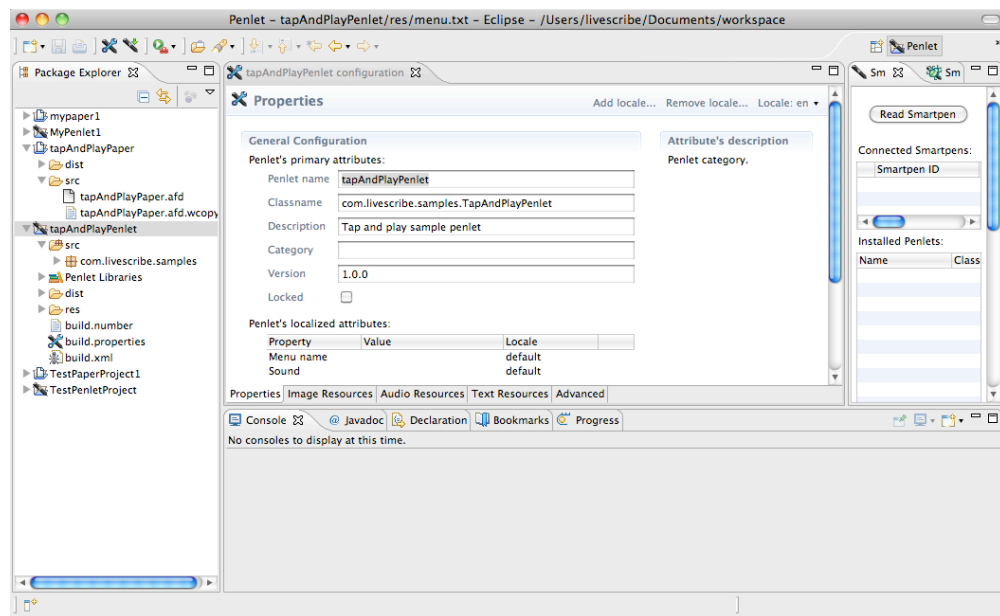 Penlet – tapAndPlayPenlet/res/menu.txt – Eclipse – /Users/livescribe/Documents/workspace
Penlet
Package Explorer
mypaper1
MyPenlet1
tapAndPlayPaper
dist
src
tapAndPlayPaper.afd
tapAndPlayPaper.afd.wcopy
tapAndPlayPenlet
src
com.livescribe.samples
Penlet Libraries
dist
res
build.number
build.properties
build.xml
TestPaperProject1
TestPenletProject
tapAndPlayPenlet configuration
Properties
Add locale... Remove locale... Locale: en
General Configuration
Penlet's primary attributes:
Penlet name tapAndPlayPenlet
Classname com.livescribe.samples.TapAndPlayPenlet
Description Tap and play sample penlet
Category
Version 1.0.0
Locked
Penlet's localized attributes:
Property Value Locale
Menu name default
Sound default
Attribute's description
Penlet category.
Properties Image Resources Audio Resources Text Resources Advanced
Sm Sm
Read Smartpen
Connected Smartpens:
Smartpen ID
Installed Penlets:
Name Class
Console @ Javadoc Declaration Bookmarks Progress
No consoles to display at this time.